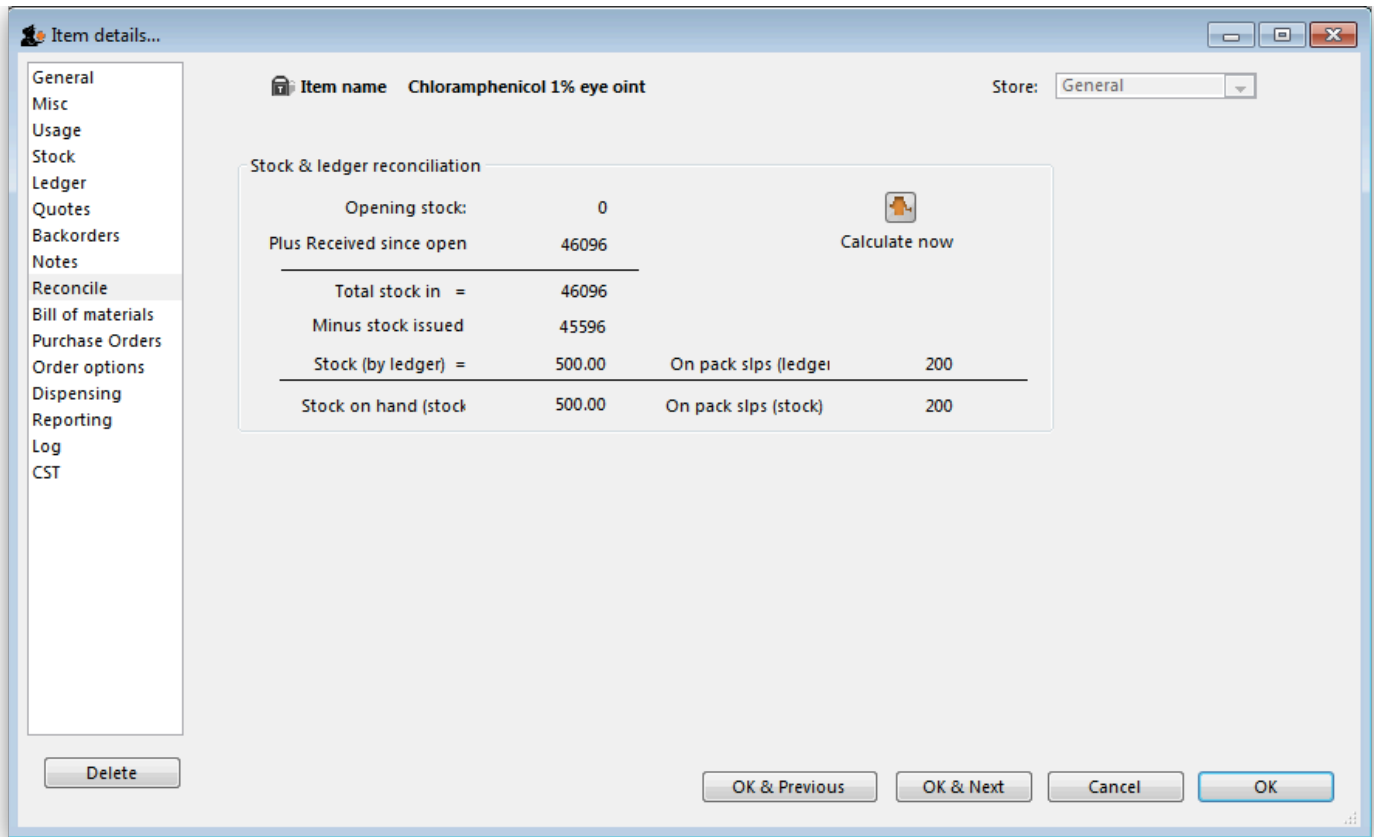 Item details...
General
Misc
Usage
Stock
Ledger
Quotes
Backorders
Notes
Reconcile
Bill of materials
Purchase Orders
Order options
Dispensing
Reporting
Log
CST
Delete
Item name Chloramphenicol 1% eye oint Store: General
Stock & ledger reconciliation
Opening stock: 0
Plus Received since open 46096 Calculate now
Total stock in = 46096
Minus stock issued 45596
Stock (by ledger) = 500.00 On pack slps (ledger 200
Stock on hand (stock 500.00 On pack slps (stock) 200
OK & Previous OK & Next Cancel OK